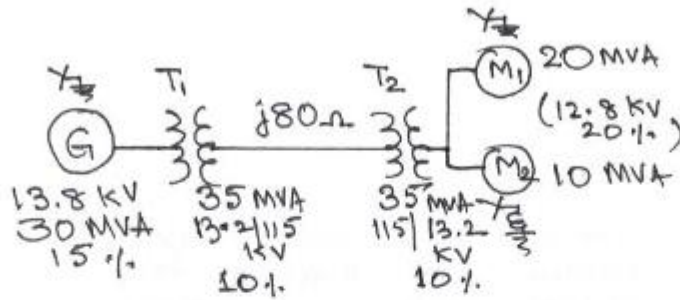 T₁
T₂
M₁
20 MVA
(12.8 KV
20 %)
j80Ω
G
M₂
10 MVA
13.8 KV
30 MVA
15 %
35 MVA
13.2/115
KV
10%
35 MVA
115/13.2
KV
10%